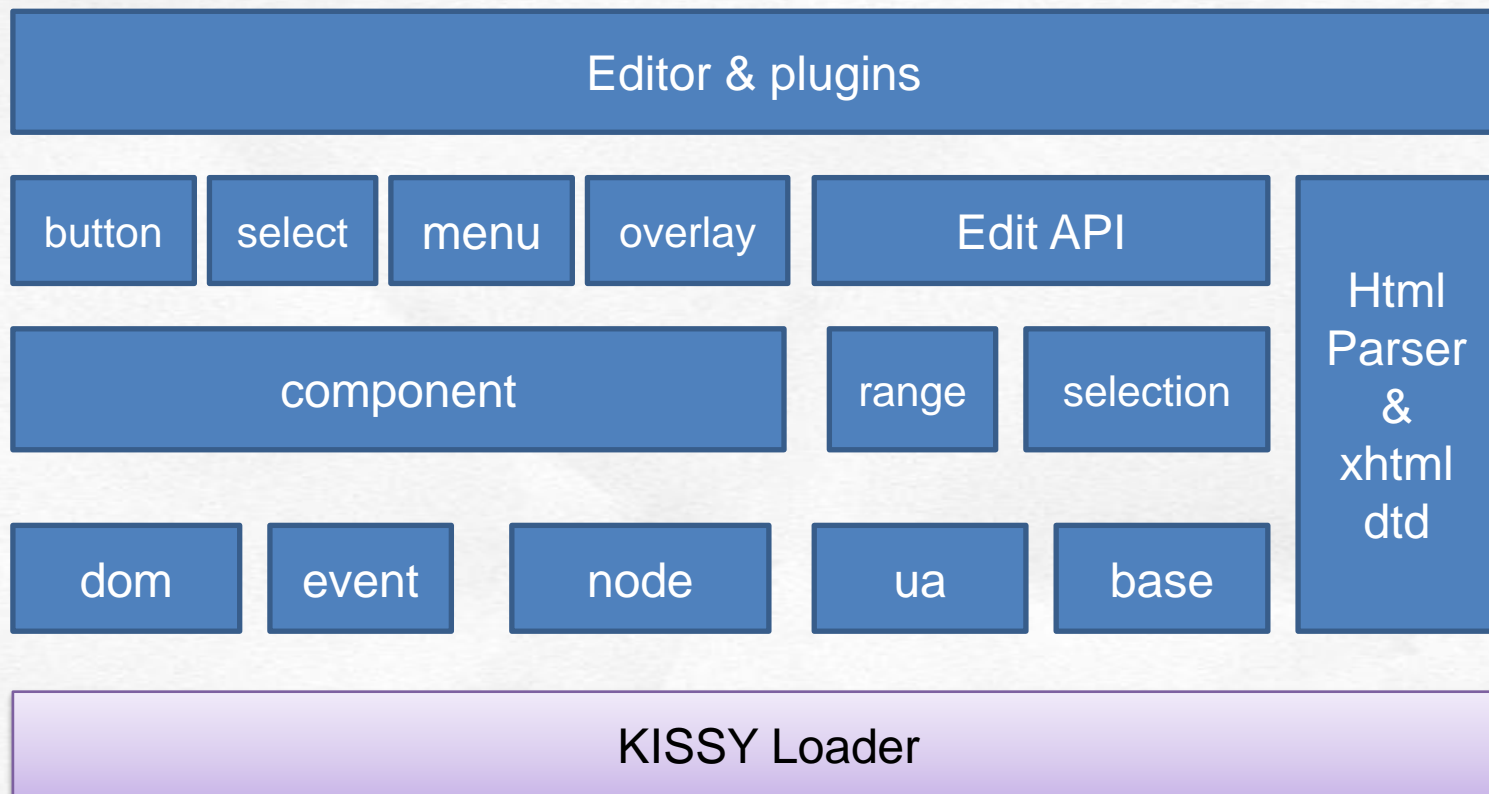 Editor & plugins
button select menu overlay Edit API
Html
Parser
&
xhtml
dtd
component range selection
dom event node ua base
KISSY Loader